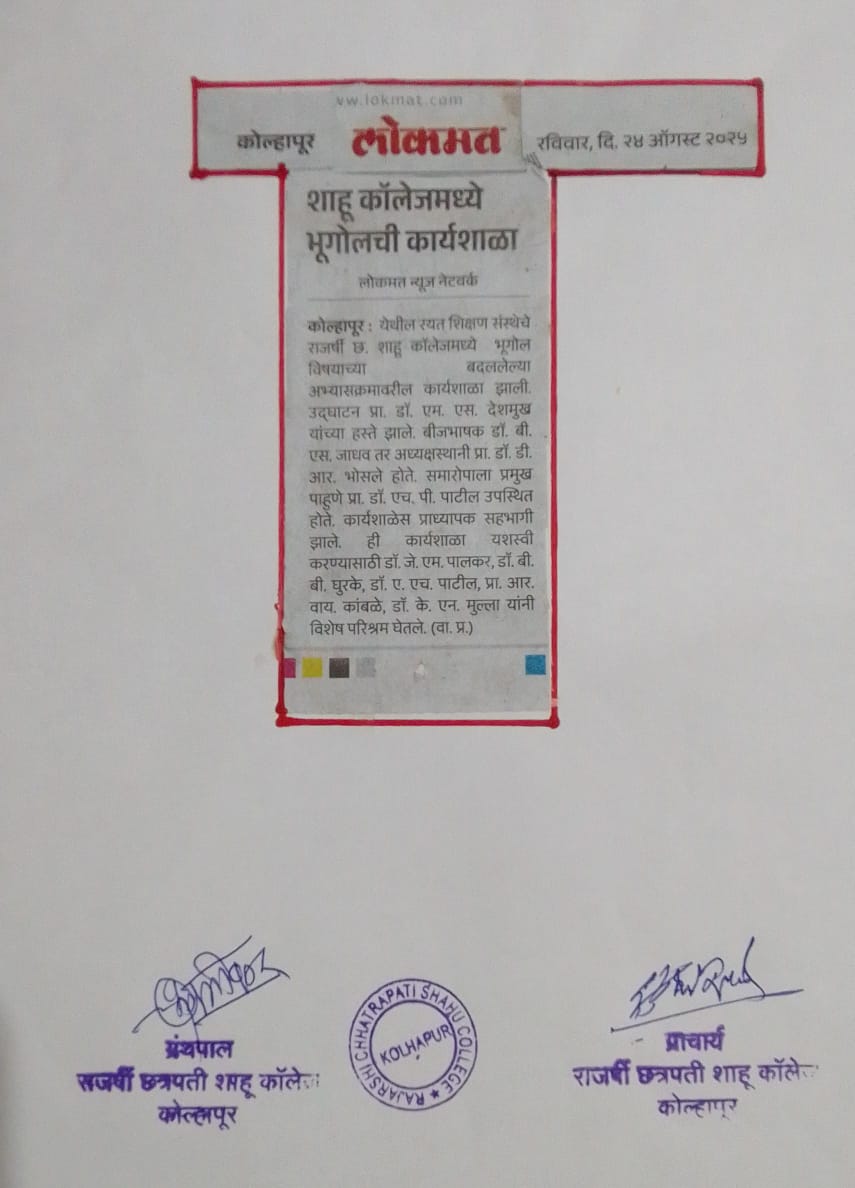 vw.lokmat.com
कोल्हापूर लोकमत रविवार, दि. २४ ऑगस्ट २०२५
शाहू कॉलेजमध्ये
भूगोलची कार्यशाळा
लोकमत न्यूज नेटवर्क
कोल्हापूर : येथील रयत शिक्षण संस्थेचे
राजर्षी छ. शाहू कॉलेजमध्ये भूगोल
विषयाच्या बदललेल्या
अभ्यासक्रमावरील कार्यशाळा झाली.
उद्घाटन प्रा. डॉ. एम. एस. देशमुख
यांच्या हस्ते झाले. बीजभाषक डॉ. बी.
एस. जाधव तर अध्यक्षस्थानी प्रा. डॉ. डी.
आर. भोसले होते. समारोपाला प्रमुख
पाहुणे प्रा. डॉ. एच. पी. पाटील उपस्थित
होते. कार्यशाळेस प्राध्यापक सहभागी
झाले. ही कार्यशाळा यशस्वी
करण्यासाठी डॉ. जे. एम. पालकर, डॉ. बी.
बी. घुरके, डॉ. ए. एच. पाटील, प्रा. आर.
वाय. कांबळे, डॉ. के. एन. मुल्ला यांनी
विशेष परिश्रम घेतले. (वा. प्र.)
ग्रंथपाल
राजर्षी छत्रपती शाहू कॉले
कोल्हापूर
RAJARSHI CHHATRAPATI SHAHU COLLEGE ★
KOLHAPUR
प्राचार्य
राजर्षी छत्रपती शाहू कॉले
कोल्हापूर